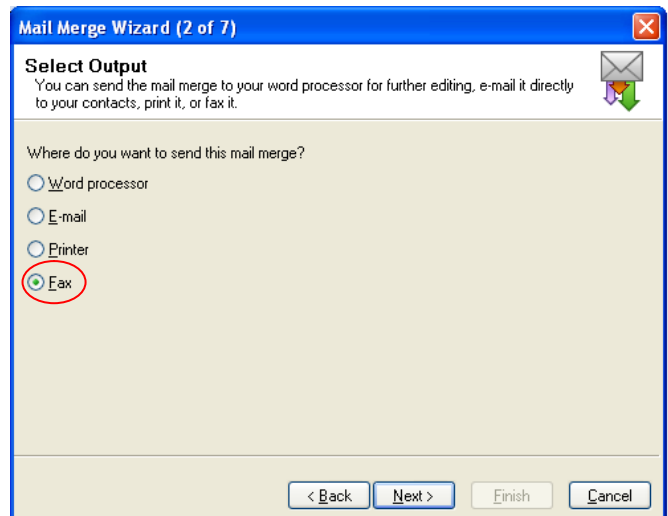 Mail Merge Wizard (2 of 7)
Select Output
You can send the mail merge to your word processor for further editing, e-mail it directly
to your contacts, print it, or fax it.
Where do you want to send this mail merge?
Word processor
E-mail
Printer
Fax
< Back Next > Finish Cancel